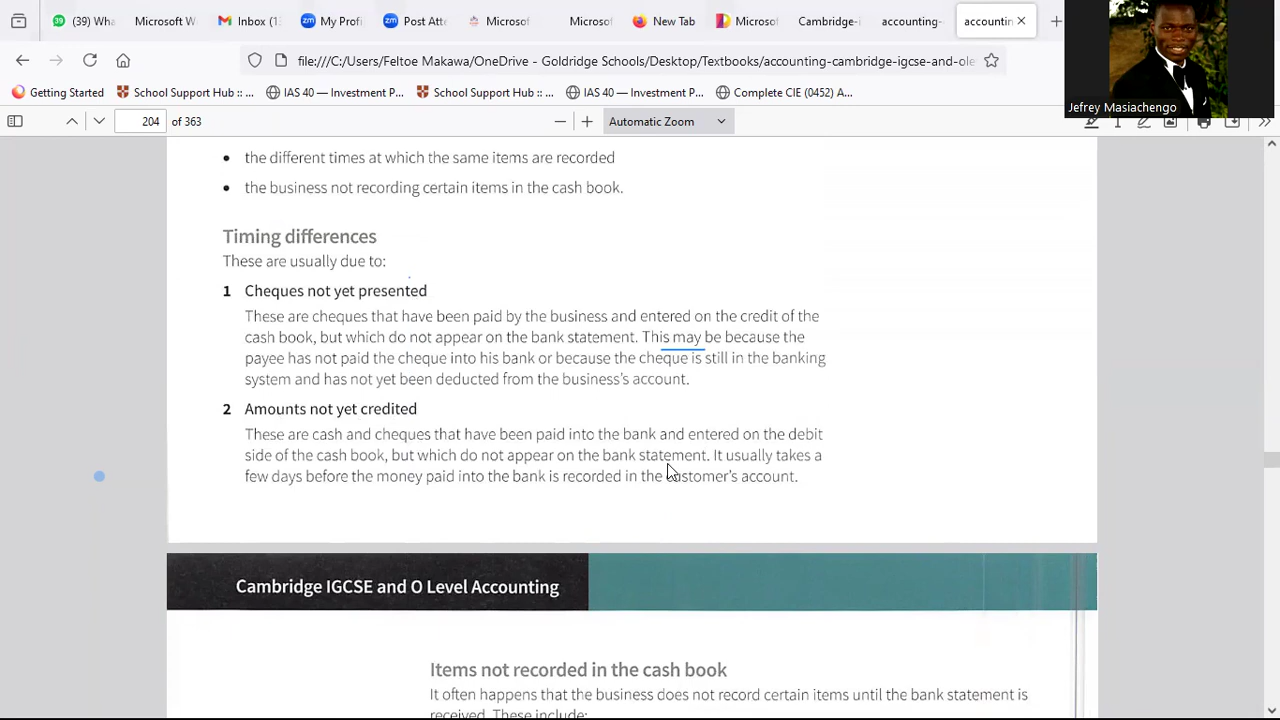 (39) Wha
Microsoft W
Inbox (1
My Profi
Post Att
Microsof
Microsof
New Tab
Microso
Cambridge-i
accounting-
accountin
file:///C:/Users/Feltoe Makawa/OneDrive - Goldridge Schools/Desktop/Textbooks/accounting-cambridge-igcse-and-ole
Getting Started
School Support Hub :: ...
IAS 40 — Investment P...
School Support Hub :: ...
IAS 40 — Investment P...
Complete CIE (0452) A...
Jefrey Masiachengo
204 of 363
Automatic Zoom
• the different times at which the same items are recorded
• the business not recording certain items in the cash book.
Timing differences
These are usually due to:
1 Cheques not yet presented
These are cheques that have been paid by the business and entered on the credit of the
cash book, but which do not appear on the bank statement. This may be because the
payee has not paid the cheque into his bank or because the cheque is still in the banking
system and has not yet been deducted from the business's account.
2 Amounts not yet credited
These are cash and cheques that have been paid into the bank and entered on the debit
side of the cash book, but which do not appear on the bank statement. It usually takes a
few days before the money paid into the bank is recorded in the customer's account.
Cambridge IGCSE and O Level Accounting
Items not recorded in the cash book
It often happens that the business does not record certain items until the bank statement is
received. These include: